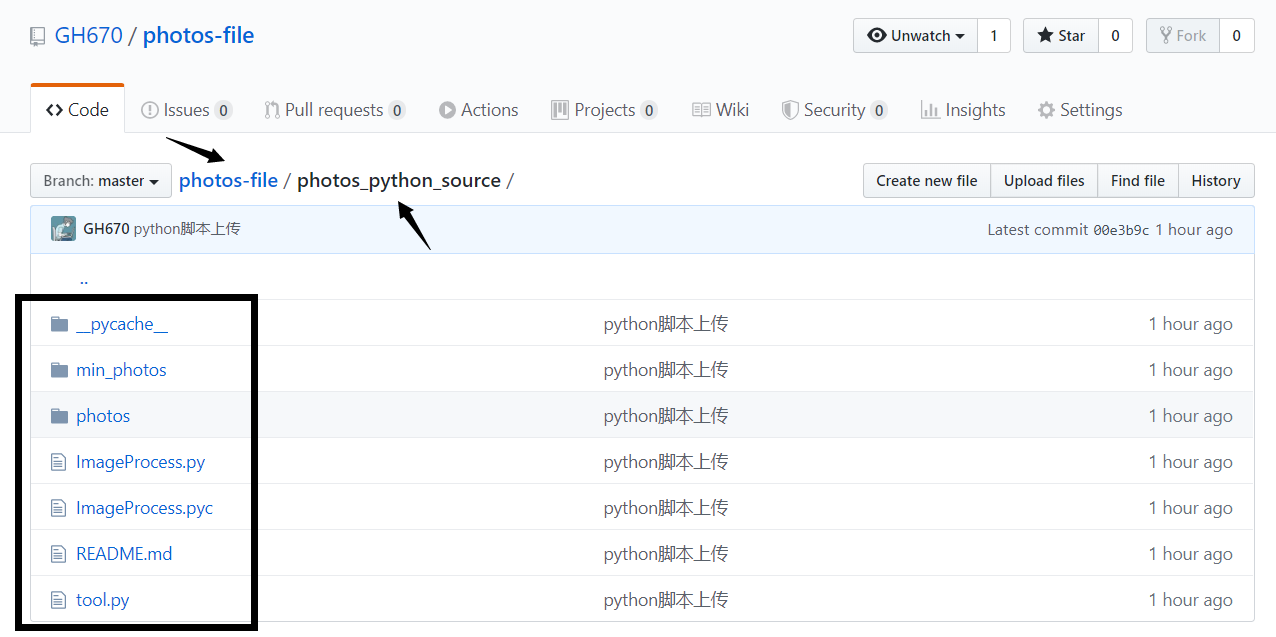 GH670 / photos-file Unwatch 1 Star 0 Fork 0
Code Issues 0 Pull requests 0 Actions Projects 0 Wiki Security 0 Insights Settings
Branch: master photos-file / photos_python_source / Create new file Upload files Find file History
GH670 python脚本上传 Latest commit 00e3b9c 1 hour ago
..
__pycache__ python脚本上传 1 hour ago
min_photos python脚本上传 1 hour ago
photos python脚本上传 1 hour ago
ImageProcess.py python脚本上传 1 hour ago
ImageProcess.pyc python脚本上传 1 hour ago
README.md python脚本上传 1 hour ago
tool.py python脚本上传 1 hour ago